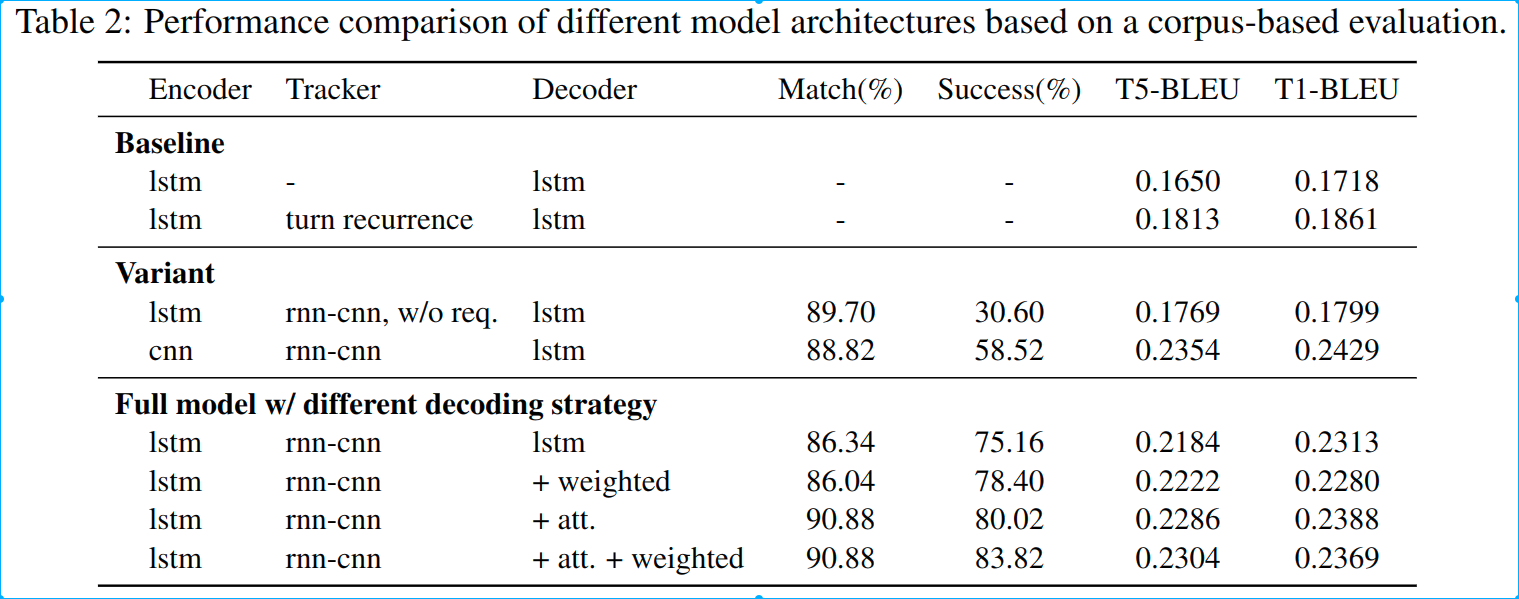 Table 2: Performance comparison of different model architectures based on a corpus-based evaluation.
Encoder Tracker Decoder Match(%) Success(%) T5-BLEU T1-BLEU
Baseline
lstm - lstm - - 0.1650 0.1718
lstm turn recurrence lstm - - 0.1813 0.1861
Variant
lstm rnn-cnn, w/o req. lstm 89.70 30.60 0.1769 0.1799
cnn rnn-cnn lstm 88.82 58.52 0.2354 0.2429
Full model w/ different decoding strategy
lstm rnn-cnn lstm 86.34 75.16 0.2184 0.2313
lstm rnn-cnn + weighted 86.04 78.40 0.2222 0.2280
lstm rnn-cnn + att. 90.88 80.02 0.2286 0.2388
lstm rnn-cnn + att. + weighted 90.88 83.82 0.2304 0.2369